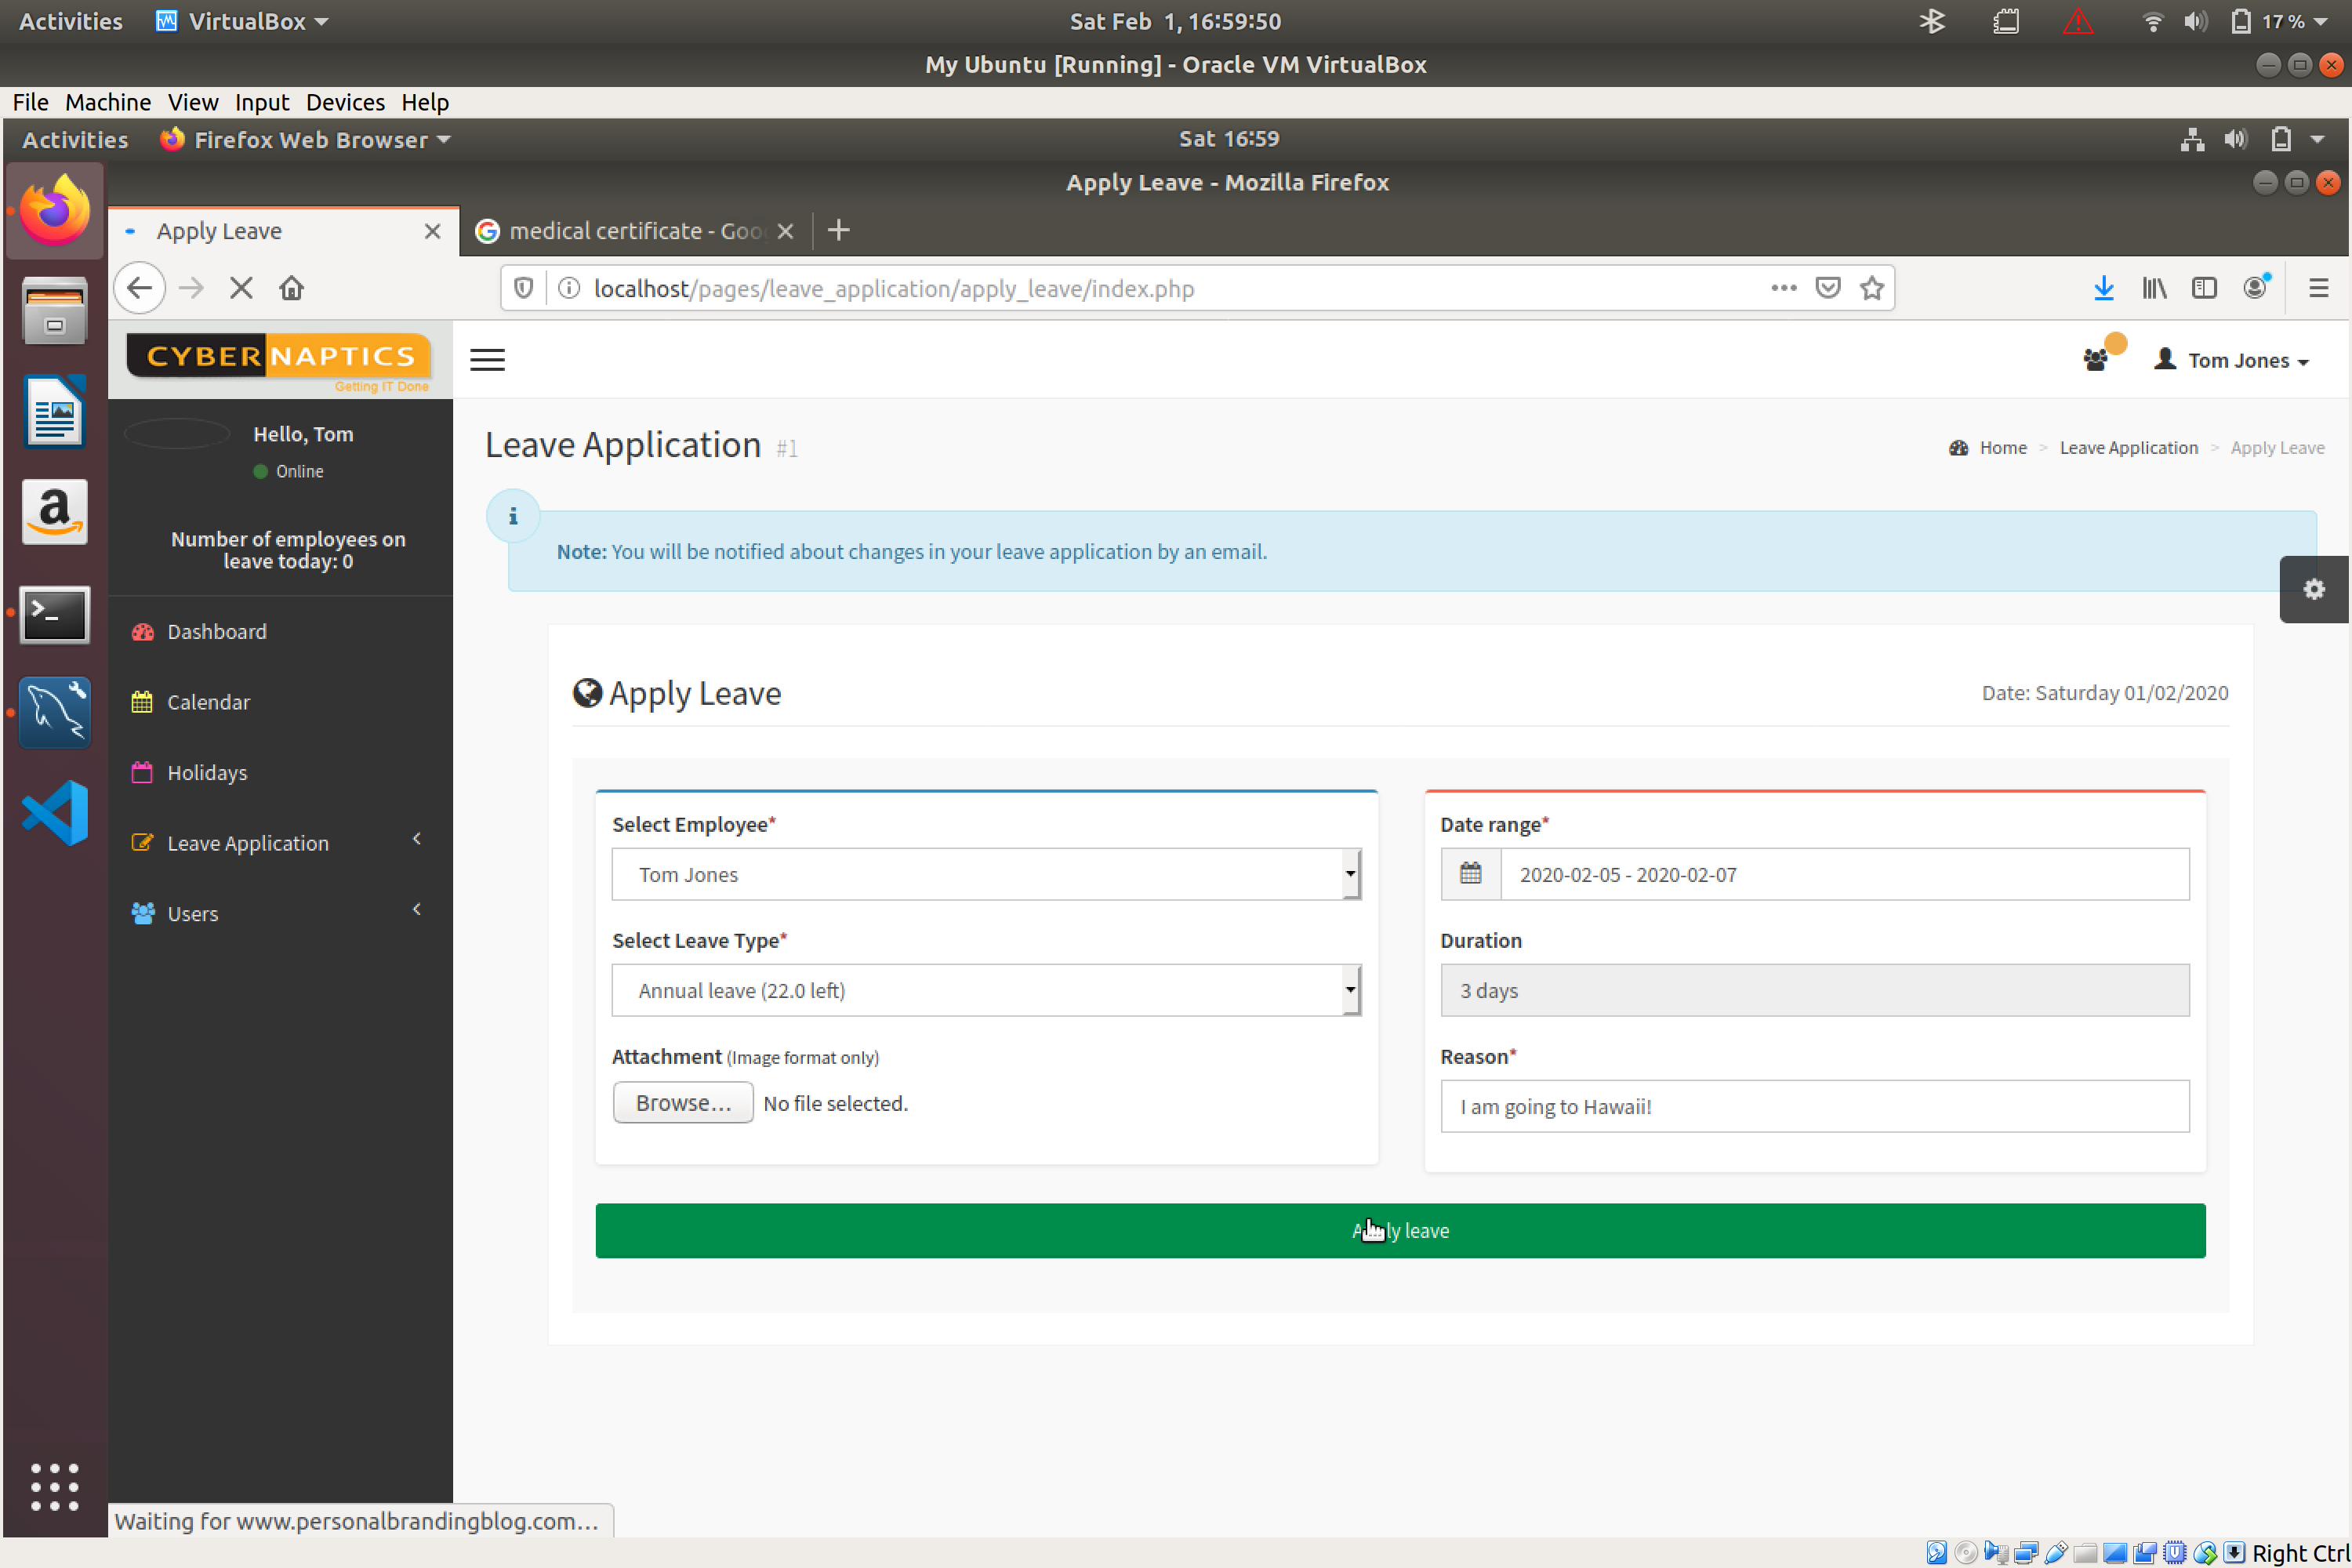 Activities VirtualBox Sat Feb 1, 16:59:50 17 %
My Ubuntu [Running] - Oracle VM VirtualBox
File Machine View Input Devices Help
Activities Firefox Web Browser Sat 16:59
Apply Leave - Mozilla Firefox
Apply Leave medical certificate - Goo
localhost/pages/leave_application/apply_leave/index.php
CYBERNAPTICS
Getting IT Done
Tom Jones
Hello, Tom
Online
Number of employees on
leave today: 0
Dashboard
Calendar
Holidays
Leave Application
Users
Leave Application #1
Home > Leave Application > Apply Leave
Note: You will be notified about changes in your leave application by an email.
Apply Leave
Date: Saturday 01/02/2020
Select Employee*
Tom Jones
Select Leave Type*
Annual leave (22.0 left)
Attachment (Image format only)
Browse... No file selected.
Date range*
2020-02-05 - 2020-02-07
Duration
3 days
Reason*
I am going to Hawaii!
Apply leave
Waiting for www.personalbrandingblog.com...
Right Ctrl